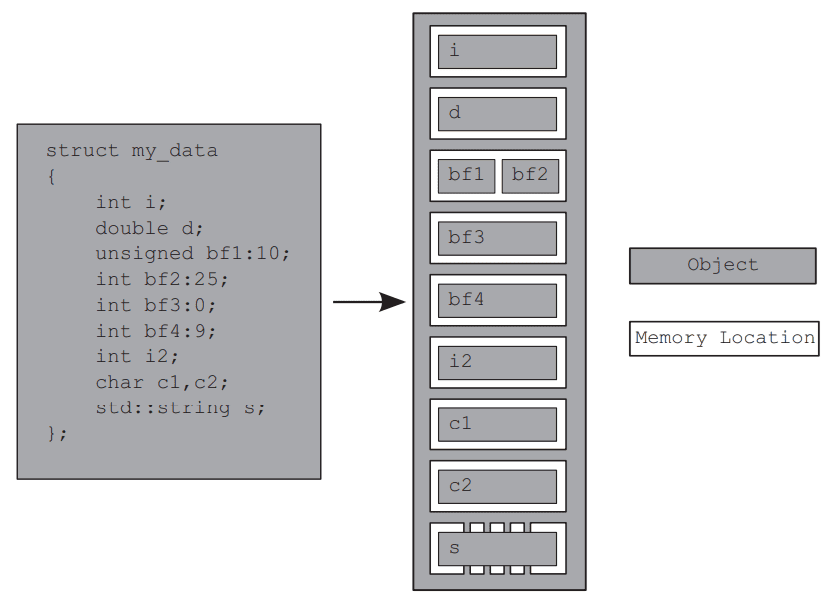 struct my_data
{
int i;
double d;
unsigned bf1:10;
int bf2:25;
int bf3:0;
int bf4:9;
int i2;
char c1,c2;
std::string s;
};
i
d
bf1 bf2
bf3
bf4
i2
c1
c2
s
Object
Memory Location